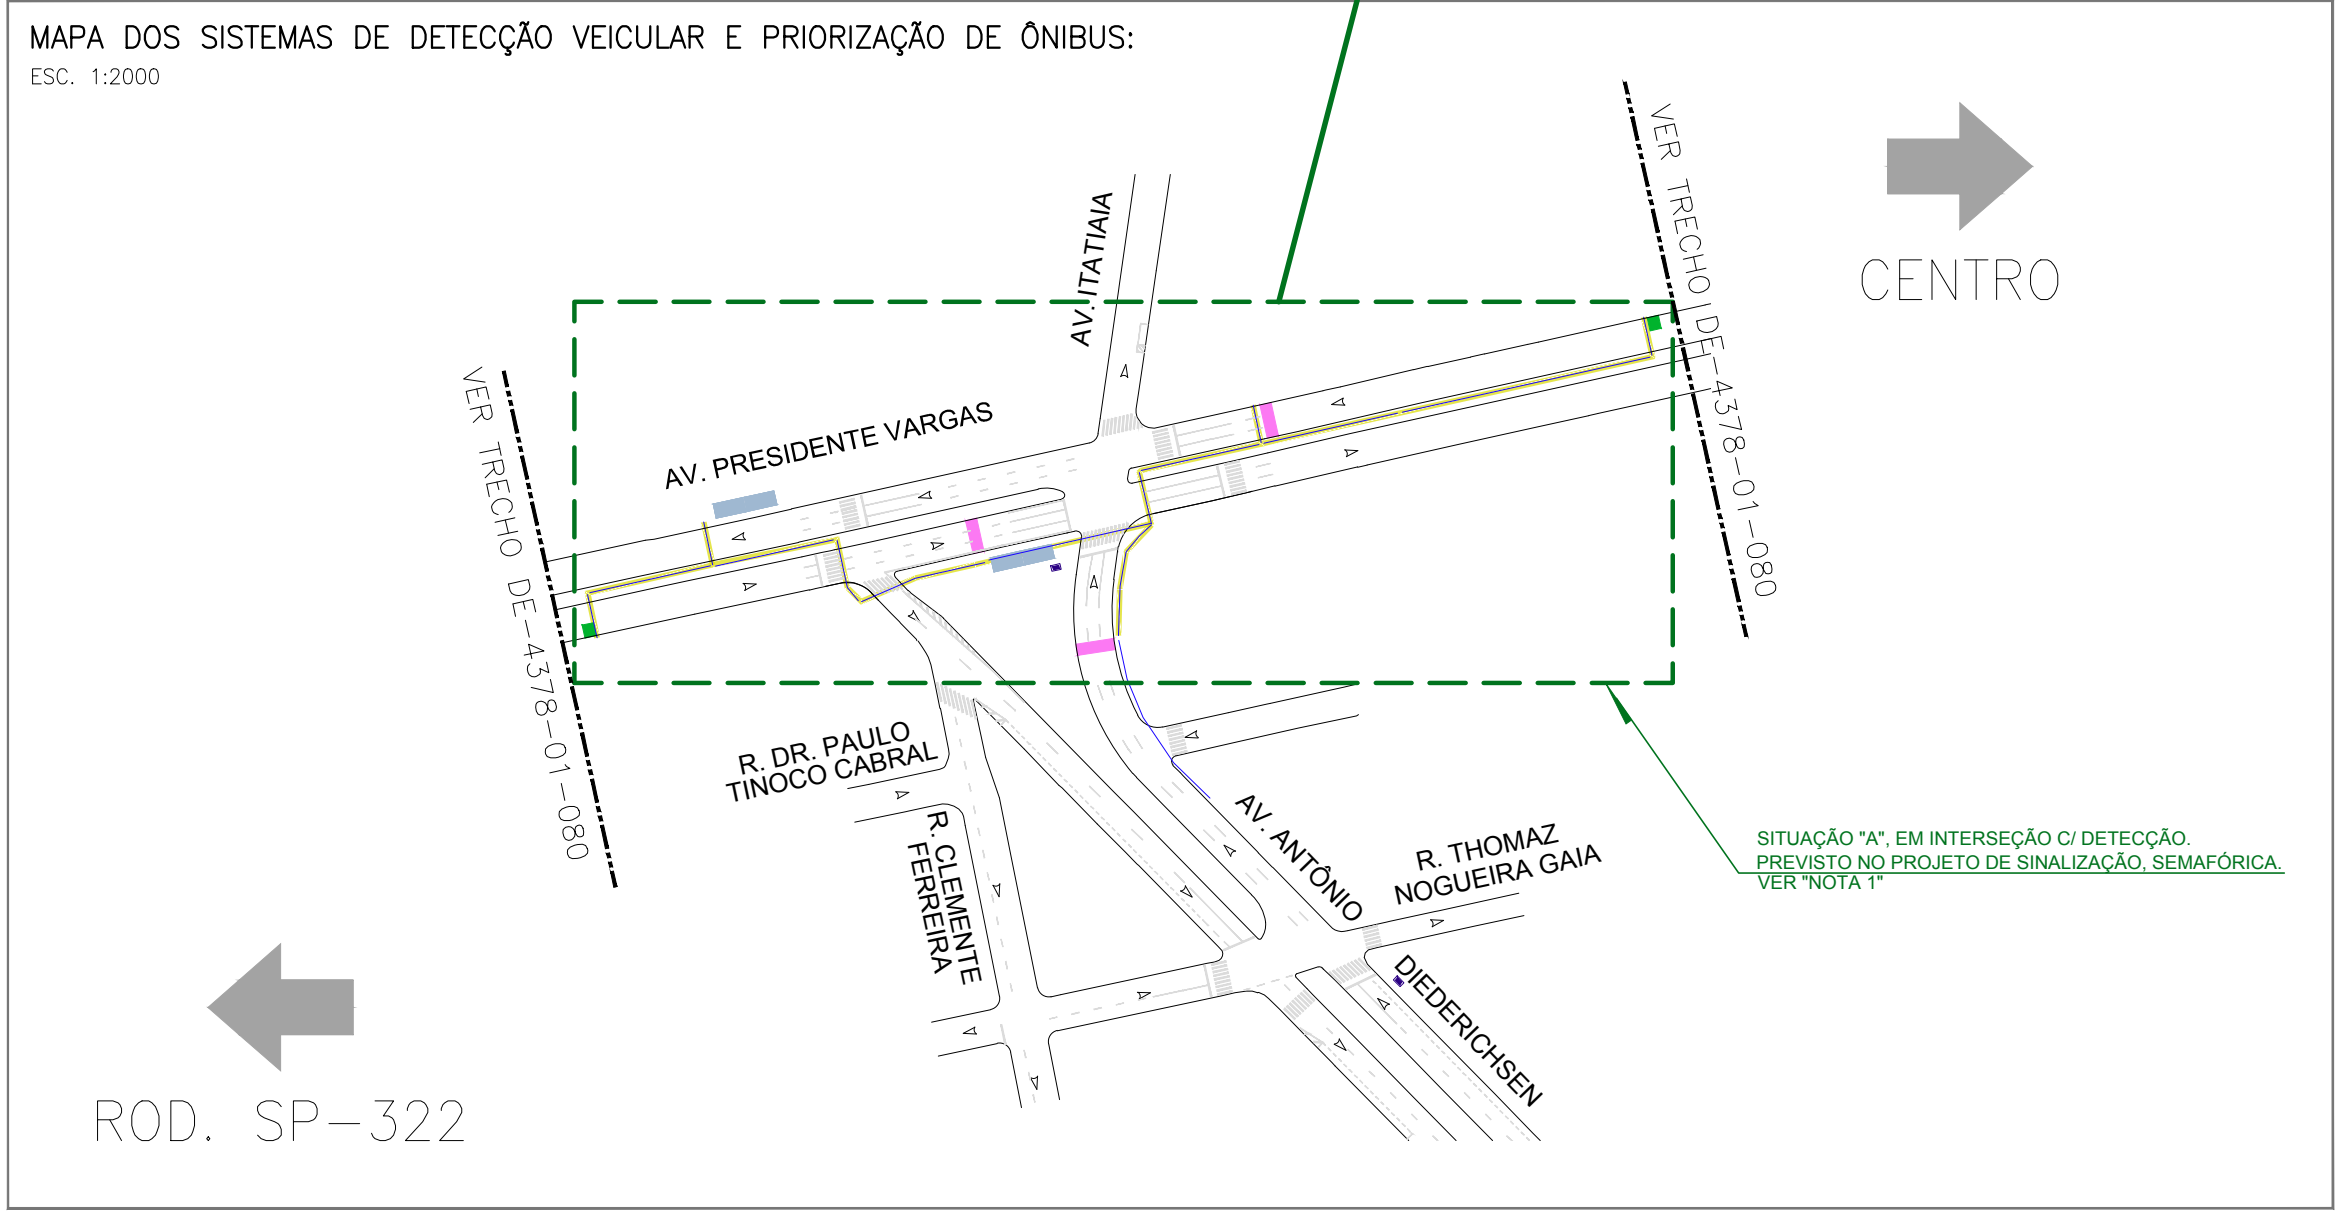 MAPA DOS SISTEMAS DE DETECÇÃO VEICULAR E PRIORIZAÇÃO DE ÔNIBUS:
ESC. 1:2000
VER TRECHO DE-4378-01-080
CENTRO
AV. ITATIAIA
AV. PRESIDENTE VARGAS
VER TRECHO DE-4378-01-080
R. DR. PAULO
TINOCO CABRAL
R. CLEMENTE
FERREIRA
AV. ANTÔNIO
DIEDERICHSEN
R. THOMAZ
NOGUEIRA GAIA
SITUAÇÃO "A", EM INTERSEÇÃO C/ DETECÇÃO.
PREVISTO NO PROJETO DE SINALIZAÇÃO, SEMAFÓRICA.
VER "NOTA 1"
ROD. SP-322